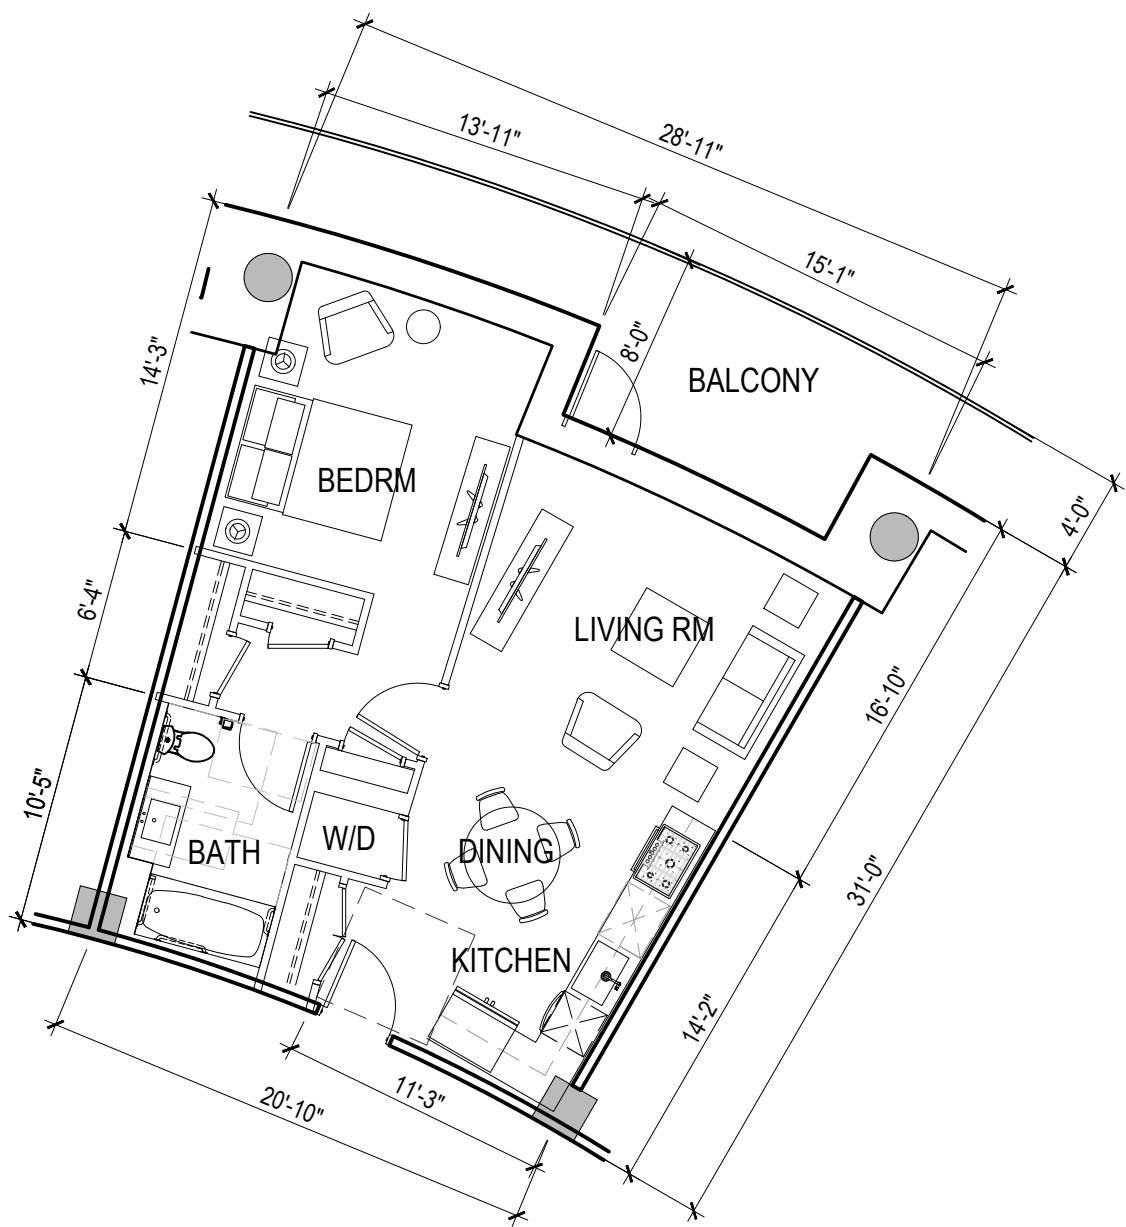 13'-11"
28'-11"
15'-1"
8'-0"
BALCONY
14'-3"
BEDRM
4'-0"
6'-4"
LIVING RM
16'-10"
10'-5"
BATH
W/D
DINING
31'-0"
KITCHEN
14'-2"
11'-3"
20'-10"